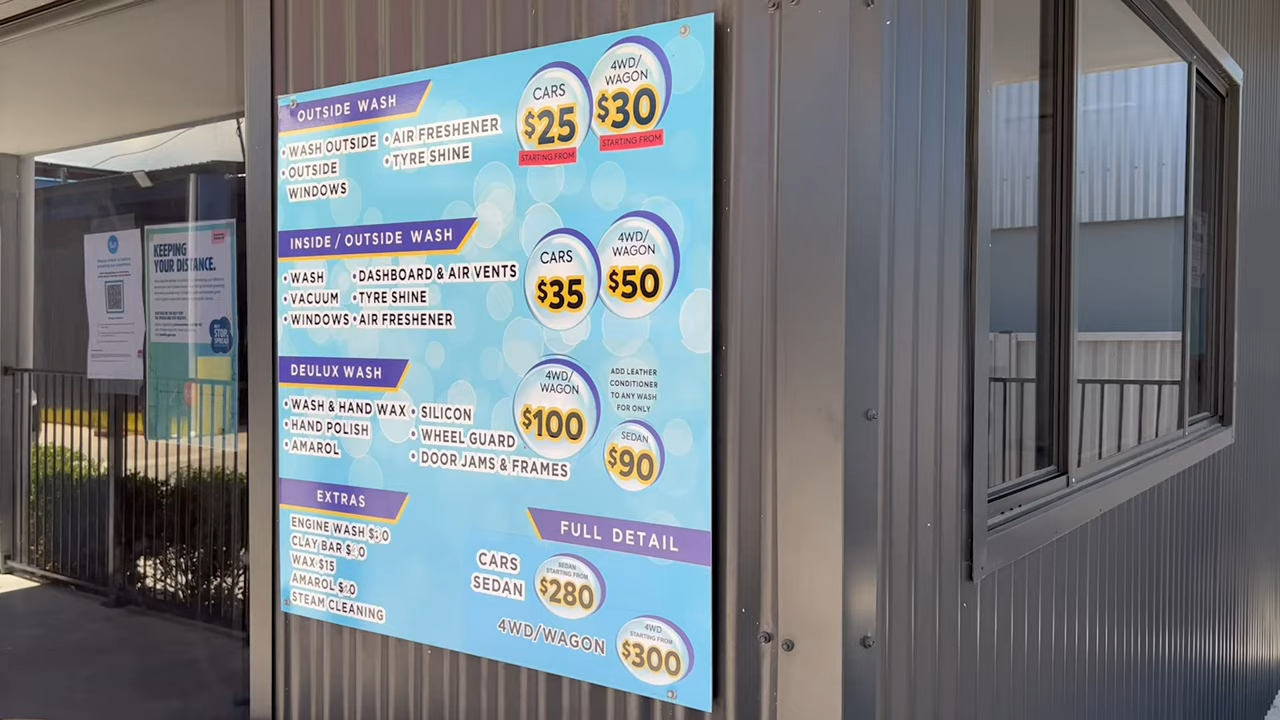 OUTSIDE WASH
• WASH OUTSIDE
• OUTSIDE
WINDOWS
• AIR FRESHENER
• TYRE SHINE
CARS
$25
STARTING FROM
4WD/
WAGON
$30
STARTING FROM
INSIDE / OUTSIDE WASH
• WASH
• VACUUM
• WINDOWS
• DASHBOARD & AIR VENTS
• TYRE SHINE
• AIR FRESHENER
CARS
$35
4WD/
WAGON
$50
DEULUX WASH
• WASH & HAND WAX
• HAND POLISH
• AMAROL
• SILICON
• WHEEL GUARD
• DOOR JAMS & FRAMES
4WD/
WAGON
$100
ADD LEATHER
CONDITIONER
TO ANY WASH
FOR ONLY
SEDAN
$90
EXTRAS
ENGINE WASH
CLAY BAR
WAX $15
AMAROL
STEAM CLEANING
FULL DETAIL
CARS
SEDAN
SEDAN
STARTING FROM
$280
4WD/WAGON
4WD
STARTING FROM
$300
KEEPING
YOUR DISTANCE.
STOP
SPREAD